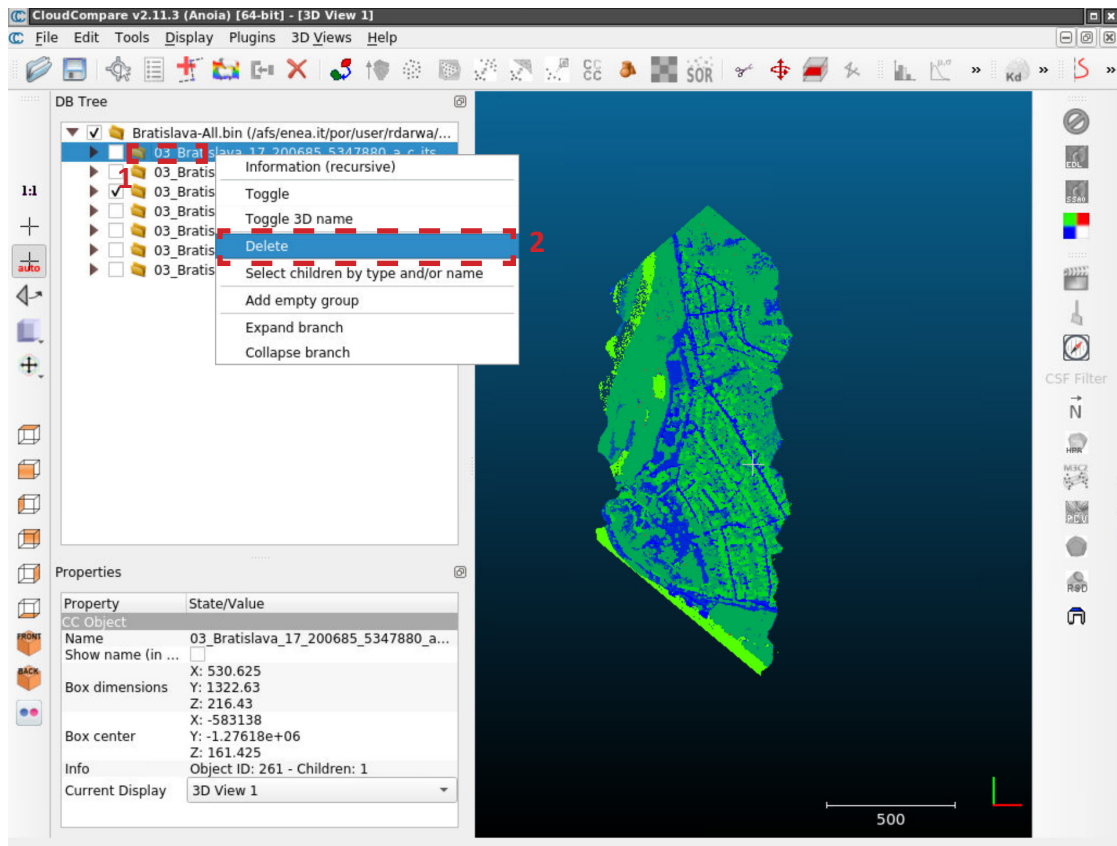 CloudCompare v2.11.3 (Anoia) [64-bit] - [3D View 1]
File Edit Tools Display Plugins 3D Views Help
CC
CC
SOR
Kd
»
»
»
DB Tree
Bratislava-All.bin (/afs/enea.it/por/user/rdarwa/...
03_Bratislava_17_200685_5347880_a_c_its
03_Bratis
03_Bratis
03_Bratis
03_Bratis
03_Bratis
03_Bratis
1
Information (recursive)
Toggle
Toggle 3D name
Delete
2
Select children by type and/or name
Add empty group
Expand branch
Collapse branch
1:1
auto
FRONT
BACK
Properties
Property State/Value
CC Object
Name 03_Bratislava_17_200685_5347880_a...
Show name (in ...
Box dimensions
X: 530.625
Y: 1322.63
Z: 216.43
Box center
X: -583138
Y: -1.27618e+06
Z: 161.425
Info Object ID: 261 - Children: 1
Current Display 3D View 1
500
EDL
SSAO
CSF Filter
N
HPR
M3C2
PCV